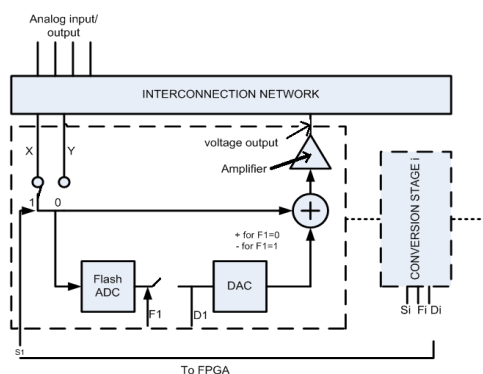 Analog input/
output
INTERCONNECTION NETWORK
voltage output
X
Y
Amplifier
1
0
+ for F1=0
- for F1=1
CONVERSION STAGE i
Flash
ADC
DAC
F1
D1
Si Fi Di
S1
To FPGA